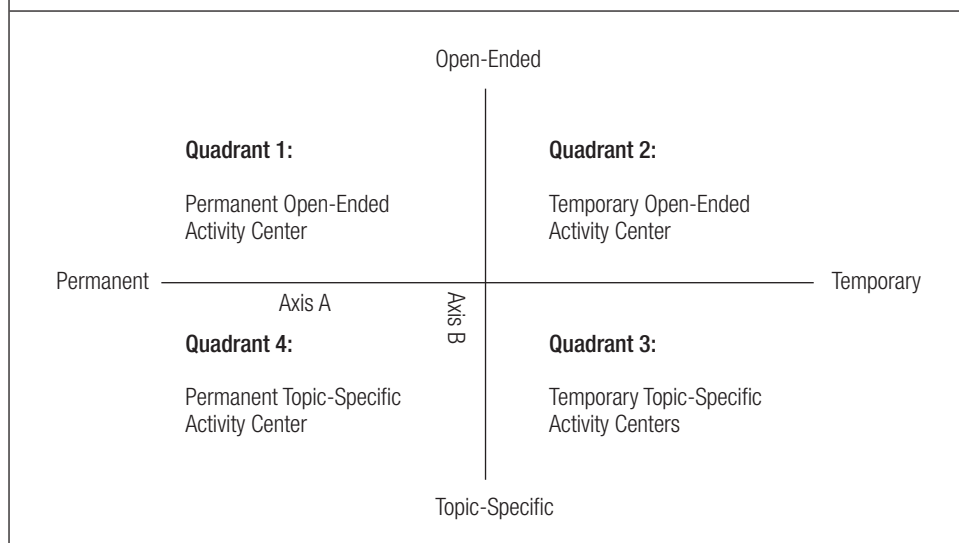 Open-Ended
Quadrant 1:
Permanent Open-Ended
Activity Center
Quadrant 2:
Temporary Open-Ended
Activity Center
Permanent
Temporary
Axis A
Axis B
Quadrant 4:
Permanent Topic-Specific
Activity Center
Quadrant 3:
Temporary Topic-Specific
Activity Centers
Topic-Specific